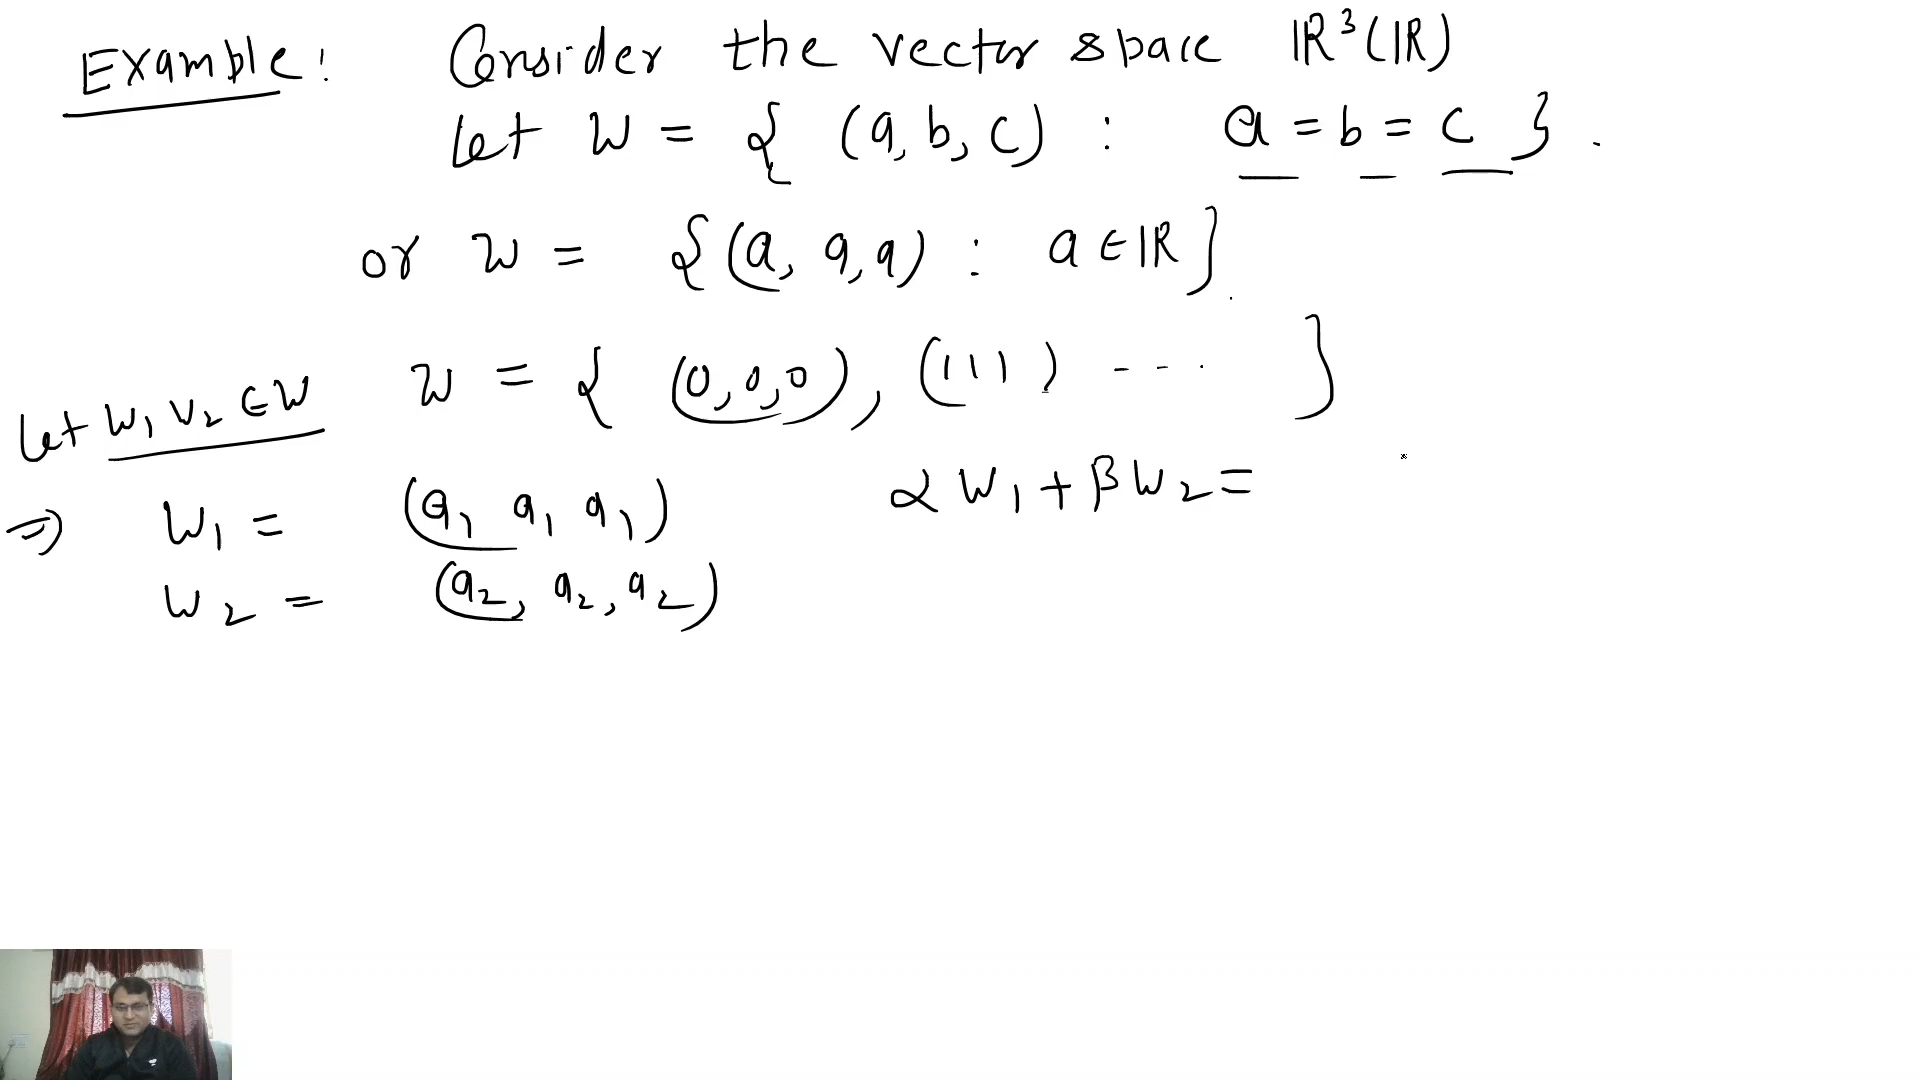 Example: Consider the vector space ℝ³(ℝ)
Let W = { (a, b, c) : a = b = c } .
or W = {(a, a, a) : a ∈ ℝ}
W = { (0, 0, 0), (1 1 1) - - - }
Let W₁ W₂ ∈ W
⇒ W₁ = (a₁ a₁ a₁)
αW₁ + βW₂ =
W₂ = (a₂, a₂, a₂)